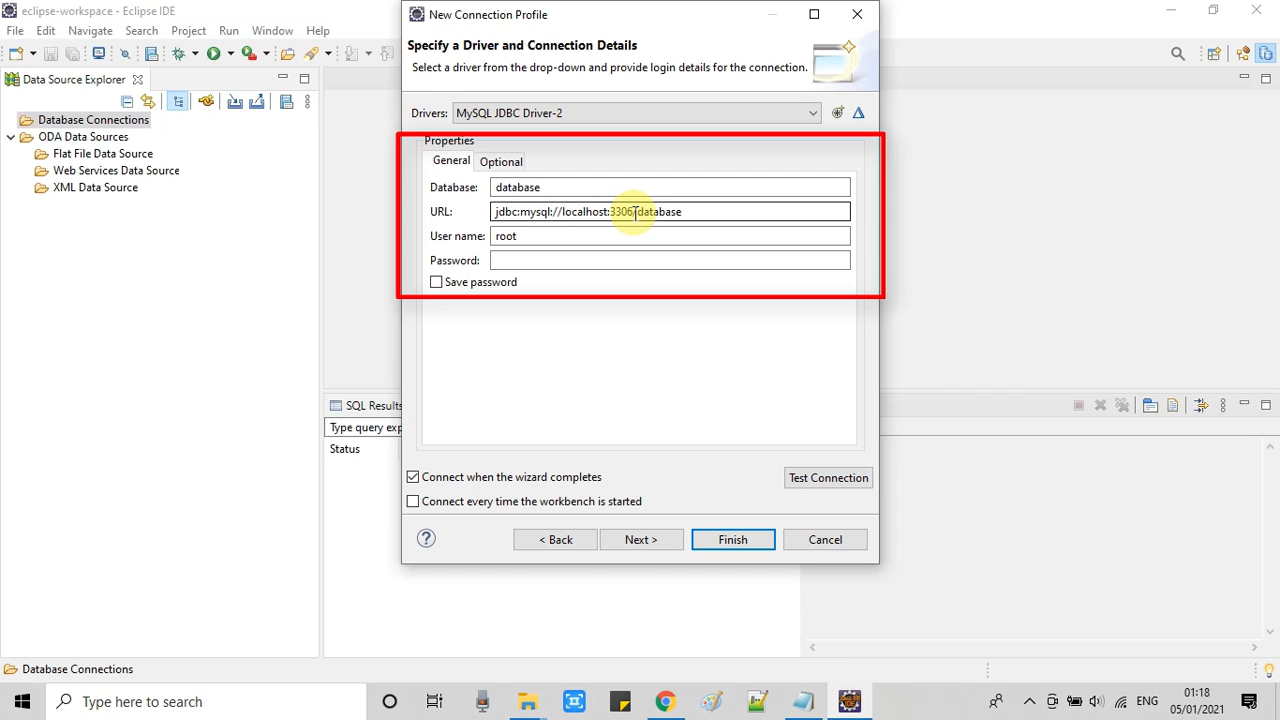 eclipse-workspace - Eclipse IDE
File Edit Navigate Search Project Run Window Help
Data Source Explorer
Database Connections
ODA Data Sources
Flat File Data Source
Web Services Data Source
XML Data Source
New Connection Profile
Specify a Driver and Connection Details
Select a driver from the drop-down and provide login details for the connection.
Drivers: MySQL JDBC Driver-2
Properties
General Optional
Database: database
URL: jdbc:mysql://localhost:3306/database
User name: root
Password:
Save password
Connect when the wizard completes
Test Connection
Connect every time the workbench is started
< Back Next > Finish Cancel
SQL Results
Type query exp
Status
Database Connections
Type here to search
ENG
01:18
05/01/2021